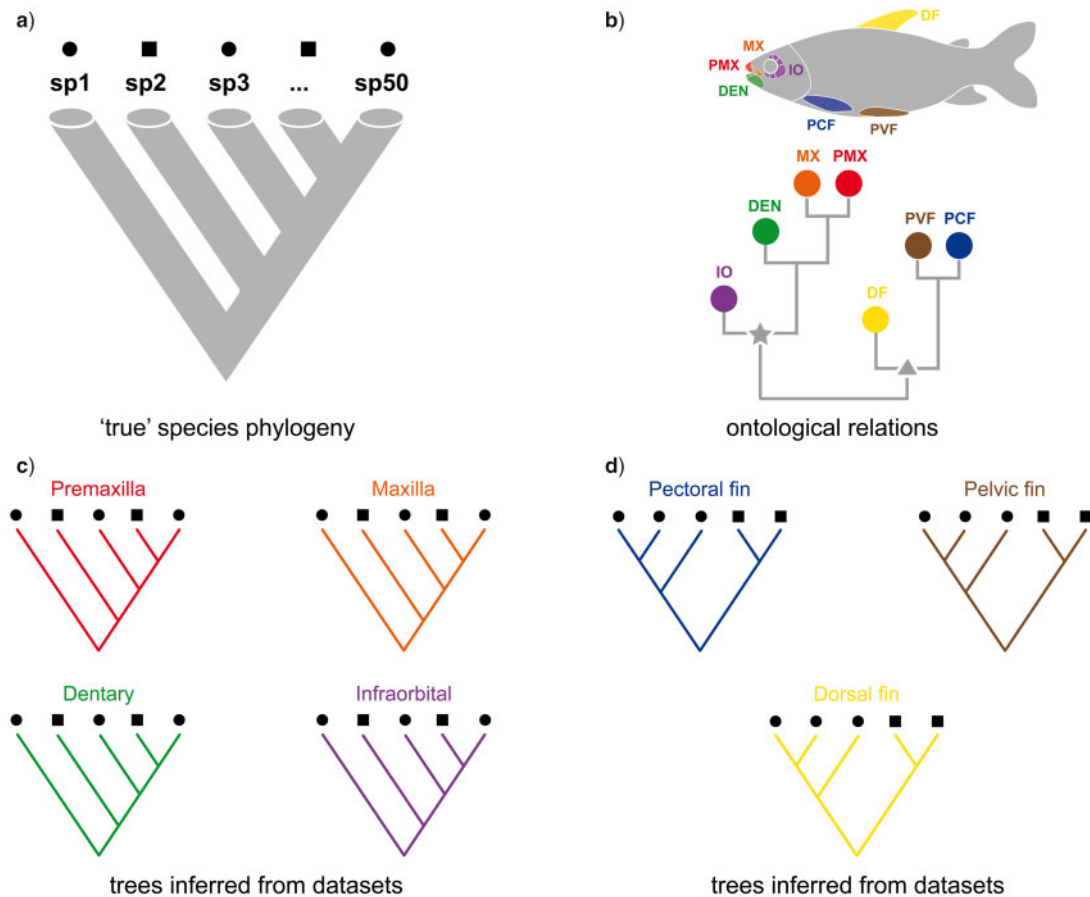 a)
sp1 sp2 sp3 ... sp50
'true' species phylogeny
b)
DF
MX
PMX
IO
DEN
PCF
PVF
MX PMX
DEN
PVF PCF
IO
DF
ontological relations
c)
Premaxilla Maxilla
Dentary Infraorbital
trees inferred from datasets
d)
Pectoral fin Pelvic fin
Dorsal fin
trees inferred from datasets